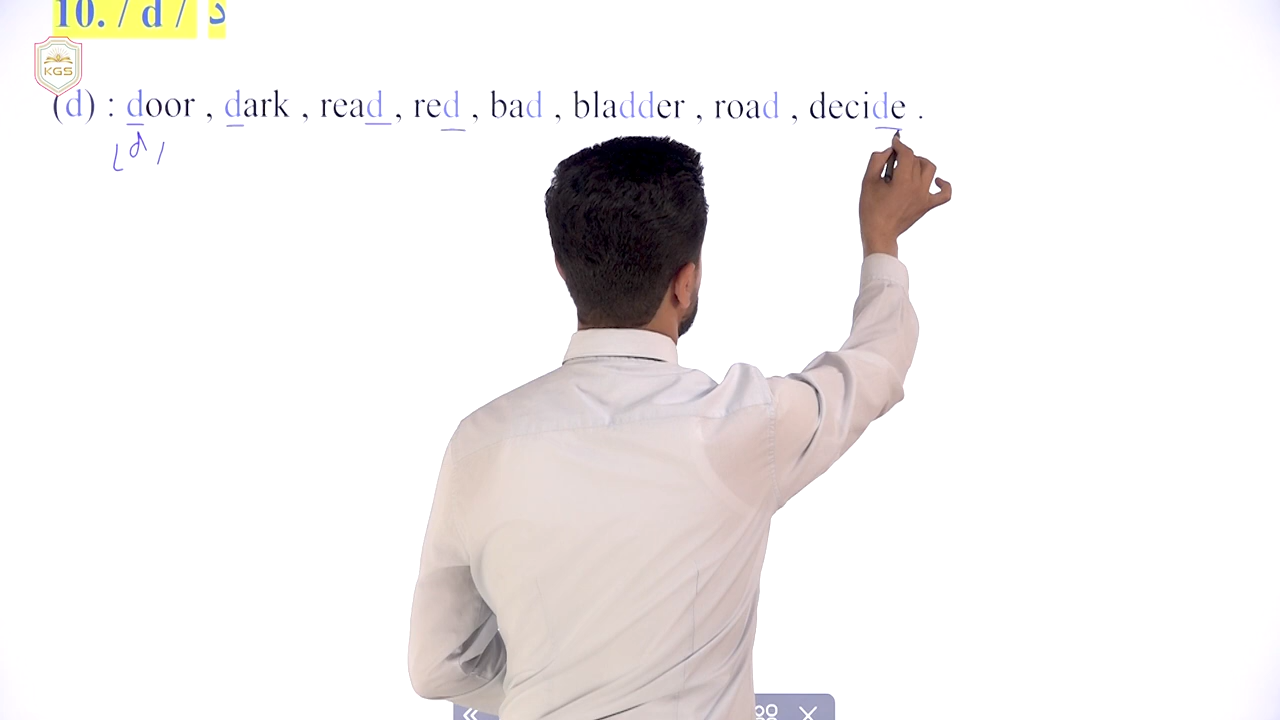 10. / d / د
KGS
(d) : door , dark , read , red , bad , bladder , road , decide .
/ d /